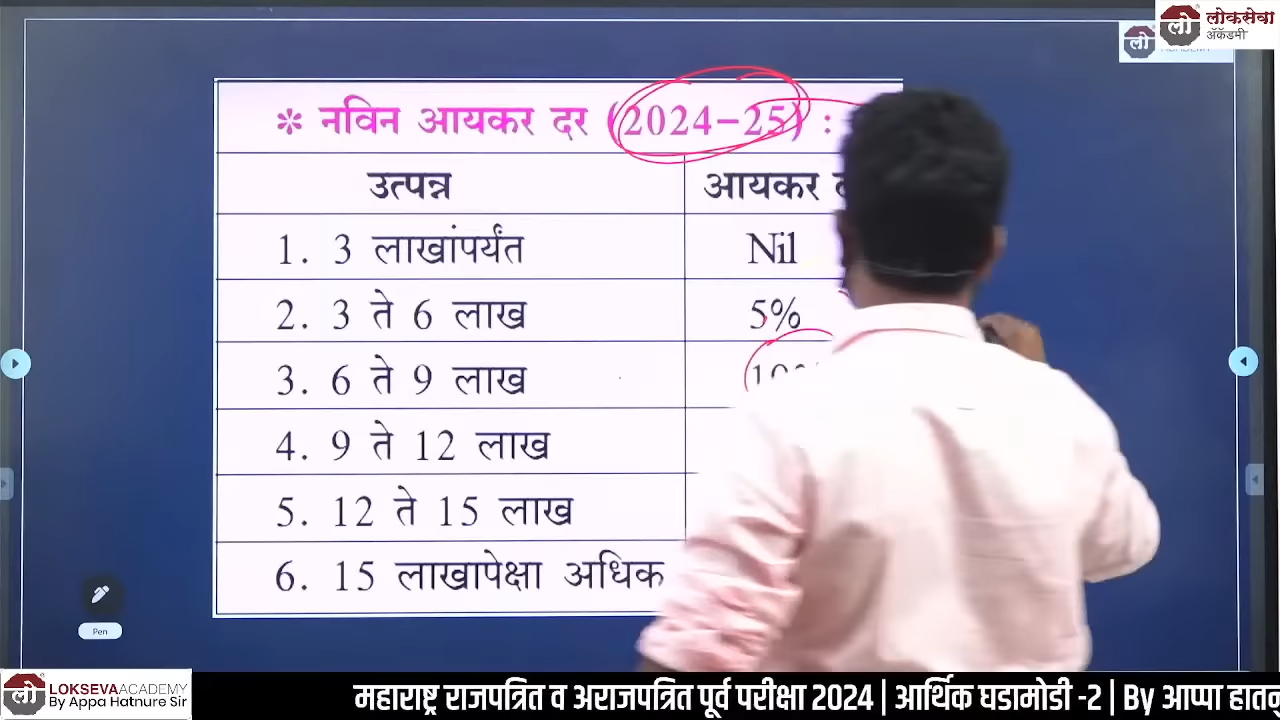 लो लोकसेवा
अ‍ॅकॅडमी
लो
* नविन आयकर दर (2024-25) :
उत्पन्न आयकर
1. 3 लाखांपर्यंत Nil
2. 3 ते 6 लाख 5%
3. 6 ते 9 लाख
4. 9 ते 12 लाख
5. 12 ते 15 लाख
6. 15 लाखापेक्षा अधिक
Pen
लो LOKSEVA ACADEMY
By Appa Hatnure Sir
महाराष्ट्र राजपत्रित व अराजपत्रित पूर्व परीक्षा 2024 | आर्थिक घडामोडी -2 | By आप्पा